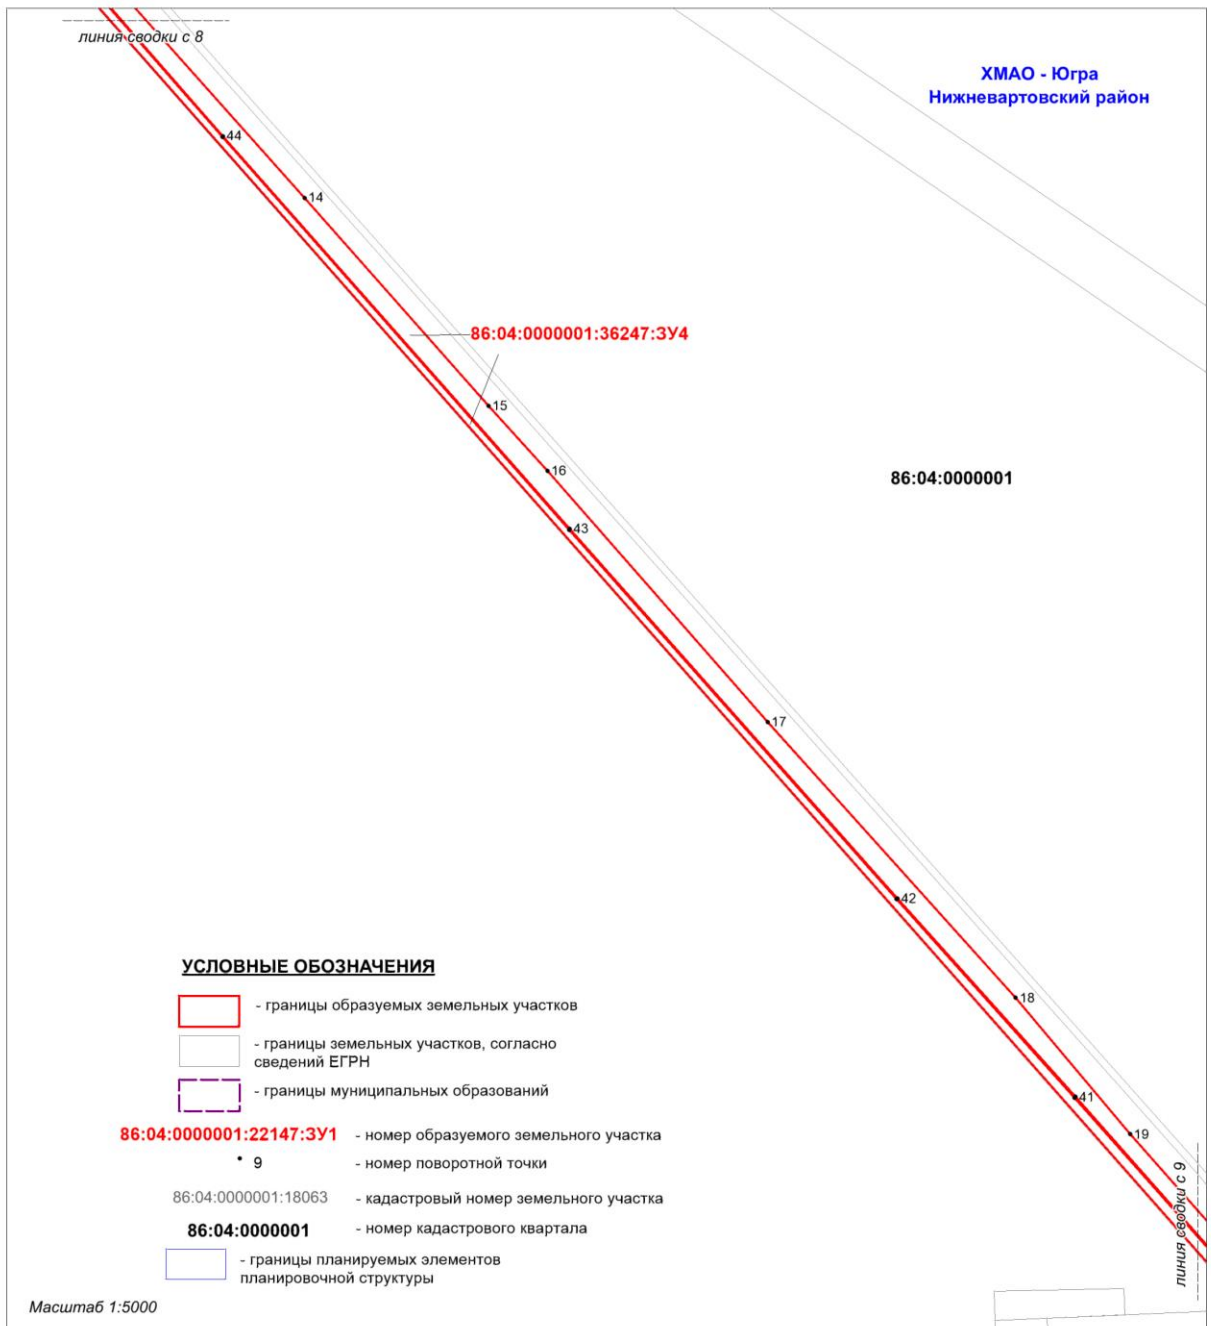 линия сводки с 8
ХМАО - Югра
Нижневартовский район
44
14
86:04:0000001:36247:ЗУ4
15
16
86:04:0000001
43
17
42
УСЛОВНЫЕ ОБОЗНАЧЕНИЯ
18
- границы образуемых земельных участков
- границы земельных участков, согласно
сведений ЕГРН
- границы муниципальных образований
41
86:04:0000001:22147:ЗУ1 - номер образуемого земельного участка
19
9 - номер поворотной точки
86:04:0000001:18063 - кадастровый номер земельного участка
86:04:0000001 - номер кадастрового квартала
линия сводки с 9
- границы планируемых элементов
планировочной структуры
Масштаб 1:5000